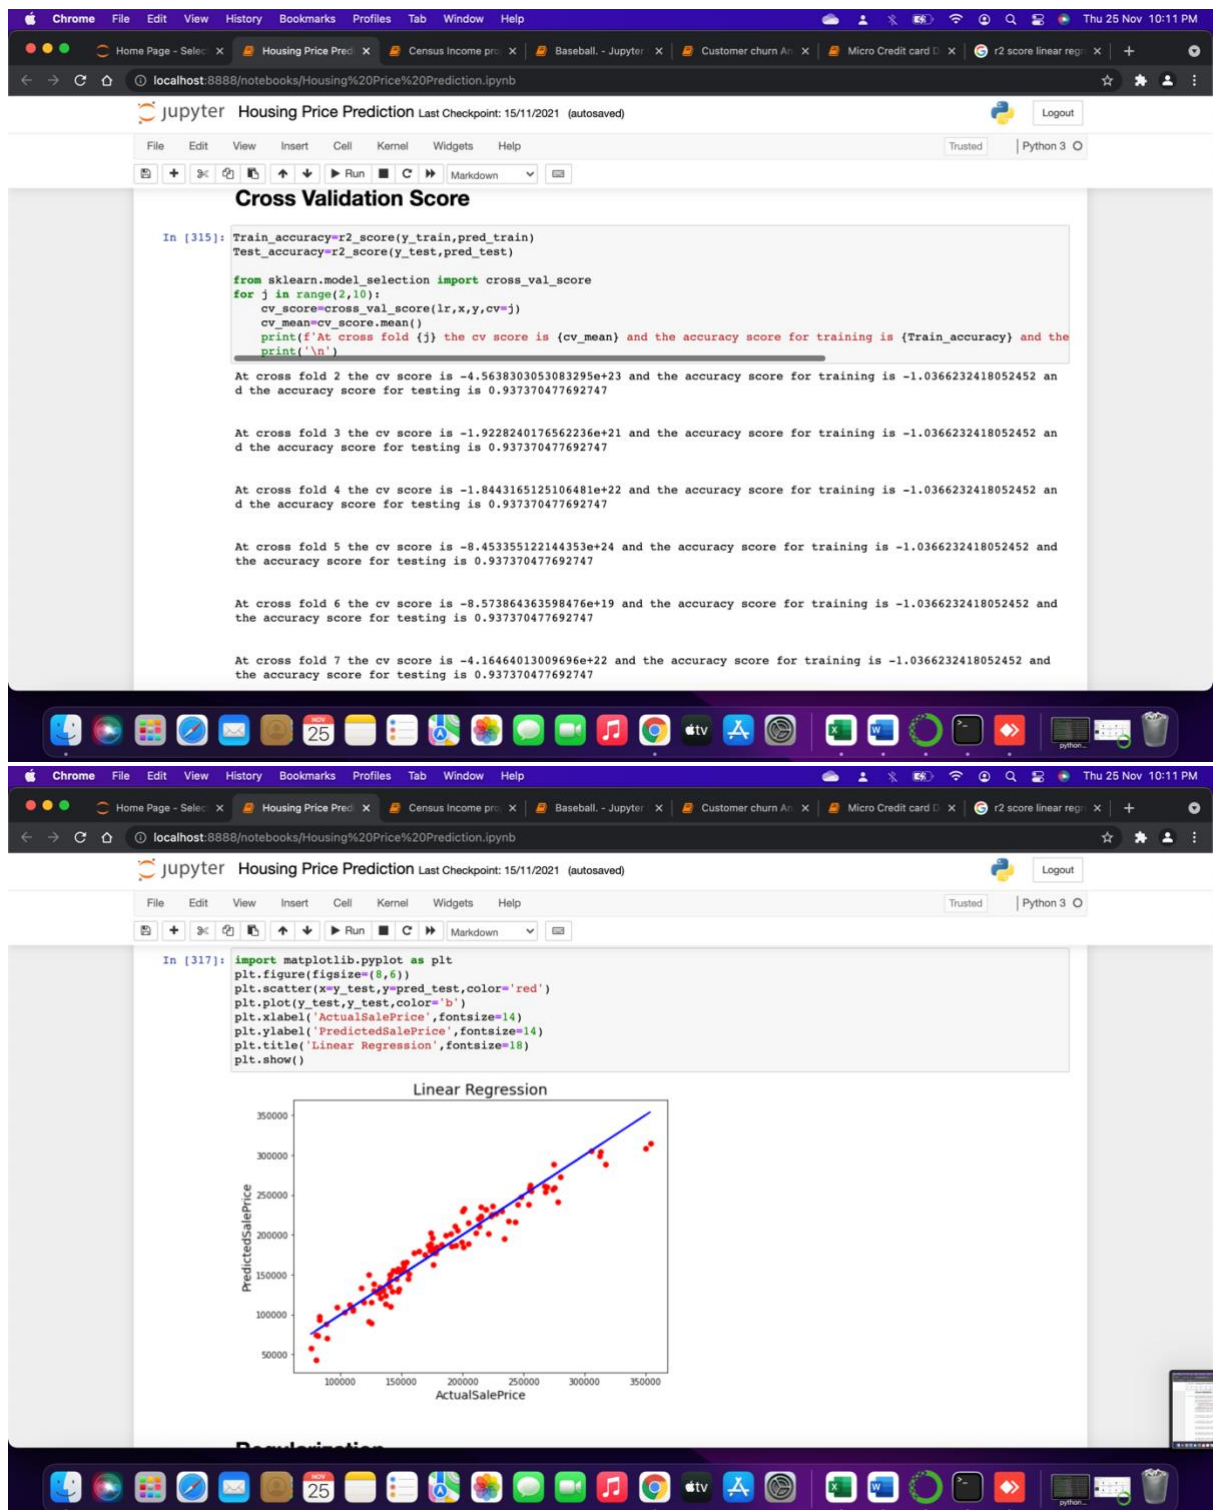 Chrome File Edit View History Bookmarks Profiles Tab Window Help Thu 25 Nov 10:11 PM
Home Page - Selec Housing Price Pred Census Income pro Baseball. - Jupyter Customer churn An Micro Credit card D r2 score linear regr
localhost:8888/notebooks/Housing%20Price%20Prediction.ipynb
jupyter Housing Price Prediction Last Checkpoint: 15/11/2021 (autosaved) Logout
File Edit View Insert Cell Kernel Widgets Help Trusted Python 3
Run Markdown
Cross Validation Score
In [315]: Train_accuracy=r2_score(y_train,pred_train)
Test_accuracy=r2_score(y_test,pred_test)
from sklearn.model_selection import cross_val_score
for j in range(2,10):
cv_score=cross_val_score(lr,x,y,cv=j)
cv_mean=cv_score.mean()
print(f'At cross fold {j} the cv score is {cv_mean} and the accuracy score for training is {Train_accuracy} and the
print('\n')
At cross fold 2 the cv score is -4.5638303053083295e+23 and the accuracy score for training is -1.0366232418052452 an
d the accuracy score for testing is 0.937370477692747
At cross fold 3 the cv score is -1.9228240176562236e+21 and the accuracy score for training is -1.0366232418052452 an
d the accuracy score for testing is 0.937370477692747
At cross fold 4 the cv score is -1.8443165125106481e+22 and the accuracy score for training is -1.0366232418052452 an
d the accuracy score for testing is 0.937370477692747
At cross fold 5 the cv score is -8.453355122144353e+24 and the accuracy score for training is -1.0366232418052452 and
the accuracy score for testing is 0.937370477692747
At cross fold 6 the cv score is -8.573864363598476e+19 and the accuracy score for training is -1.0366232418052452 and
the accuracy score for testing is 0.937370477692747
At cross fold 7 the cv score is -4.16464013009696e+22 and the accuracy score for training is -1.0366232418052452 and
the accuracy score for testing is 0.937370477692747
NOV
25
tv
python...
Chrome File Edit View History Bookmarks Profiles Tab Window Help Thu 25 Nov 10:11 PM
Home Page - Selec Housing Price Pred Census Income pro Baseball. - Jupyter Customer churn An Micro Credit card D r2 score linear regr
localhost:8888/notebooks/Housing%20Price%20Prediction.ipynb
jupyter Housing Price Prediction Last Checkpoint: 15/11/2021 (autosaved) Logout
File Edit View Insert Cell Kernel Widgets Help Trusted Python 3
Run Markdown
In [317]: import matplotlib.pyplot as plt
plt.figure(figsize=(8,6))
plt.scatter(x=y_test,y=pred_test,color='red')
plt.plot(y_test,y_test,color='b')
plt.xlabel('ActualSalePrice',fontsize=14)
plt.ylabel('PredictedSalePrice',fontsize=14)
plt.title('Linear Regression',fontsize=18)
plt.show()
Linear Regression
PredictedSalePrice
350000
300000
250000
200000
150000
100000
50000
100000 150000 200000 250000 300000 350000
ActualSalePrice
Regularization
NOV
25
tv
python...